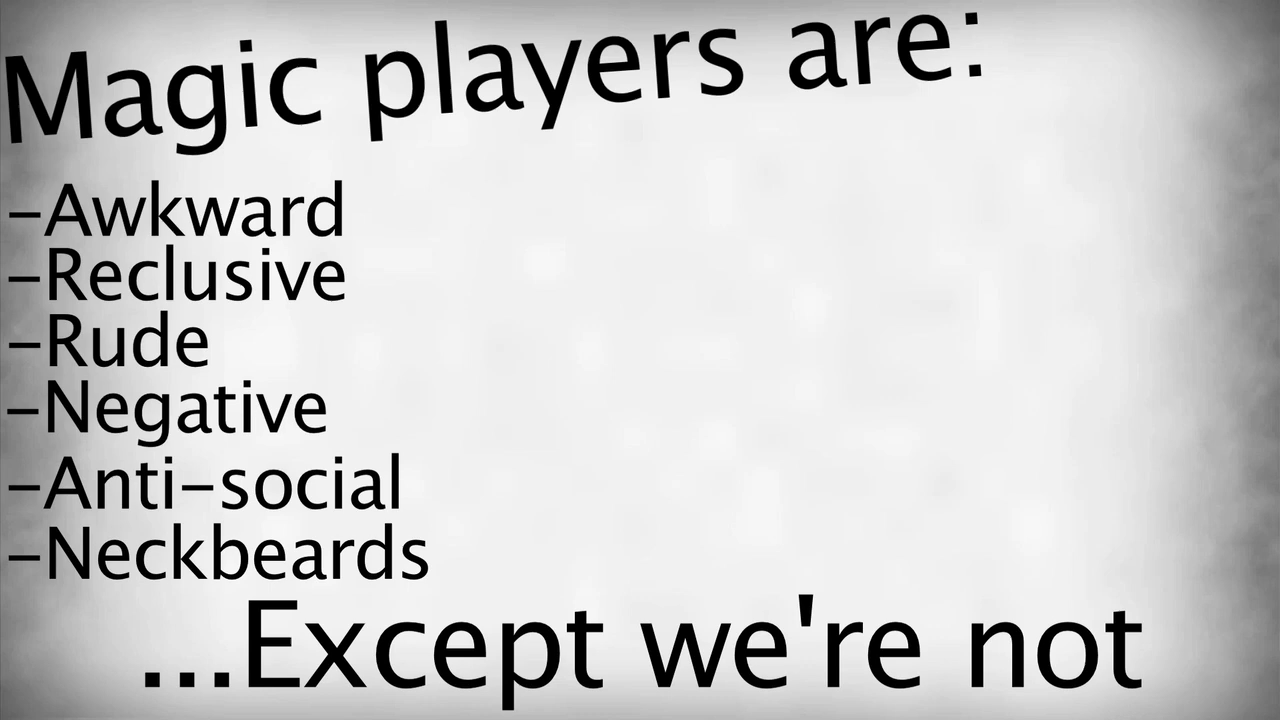 Magic players are:
-Awkward
-Reclusive
-Rude
-Negative
-Anti-social
-Neckbeards
...Except we're not